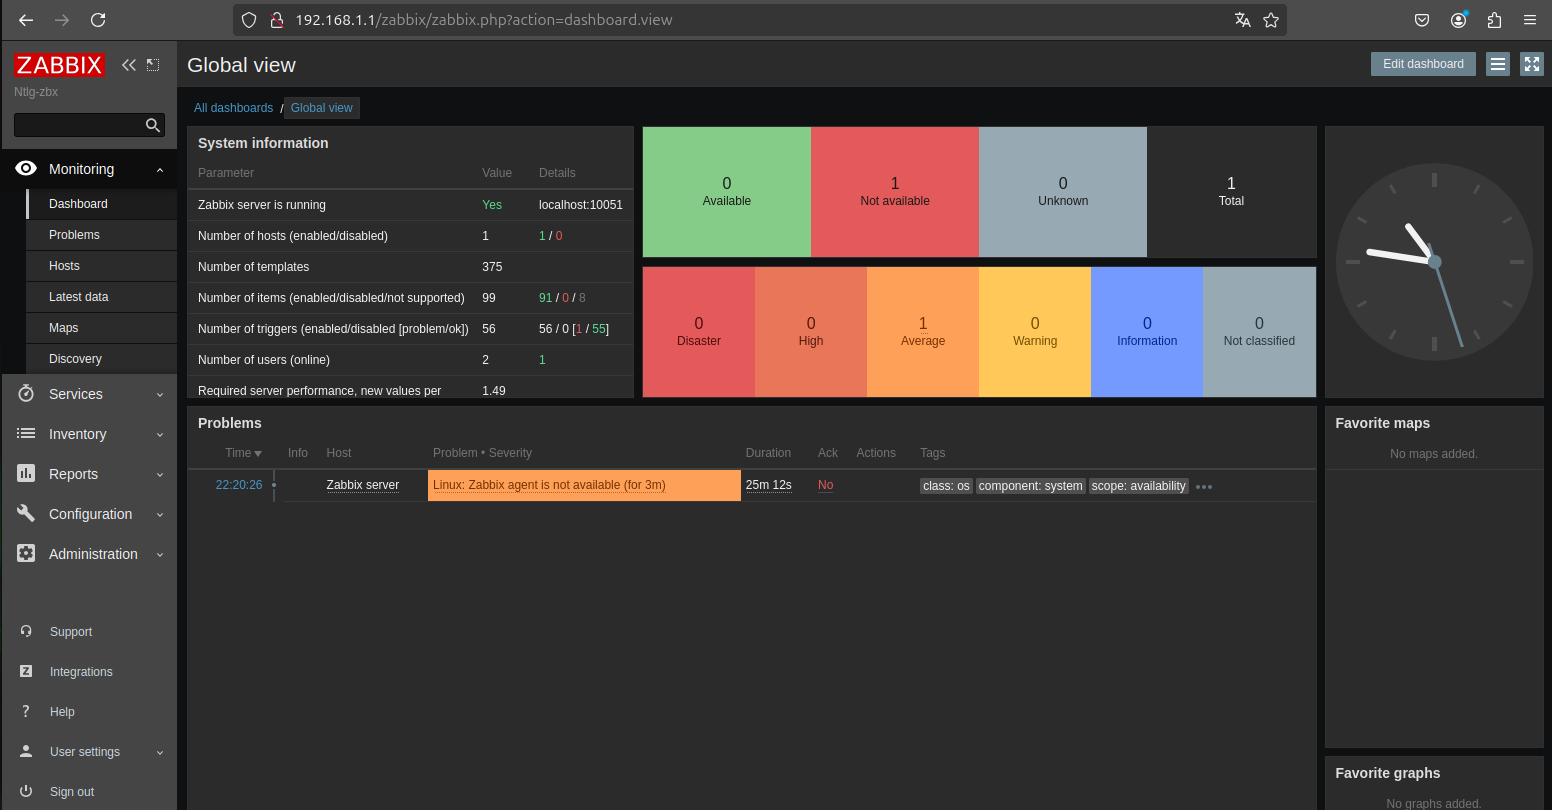 192.168.1.1/zabbix/zabbix.php?action=dashboard.view
ZABBIX
Ntlg-zbx
Monitoring
Dashboard
Problems
Hosts
Latest data
Maps
Discovery
Services
Inventory
Reports
Configuration
Administration
Support
Integrations
Help
User settings
Sign out
Global view
Edit dashboard
All dashboards / Global view
System information
Parameter Value Details
Zabbix server is running Yes localhost:10051
Number of hosts (enabled/disabled) 1 1 / 0
Number of templates 375
Number of items (enabled/disabled/not supported) 99 91 / 0 / 8
Number of triggers (enabled/disabled [problem/ok]) 56 56 / 0 [1 / 55]
Number of users (online) 2 1
Required server performance, new values per 1.49
0 1 0 1
Available Not available Unknown Total
0 0 1 0 0 0
Disaster High Average Warning Information Not classified
Problems
Time Info Host Problem • Severity Duration Ack Actions Tags
22:20:26 Zabbix server Linux: Zabbix agent is not available (for 3m) 25m 12s No class: os component: system scope: availability •••
Favorite maps
No maps added.
Favorite graphs
No graphs added.